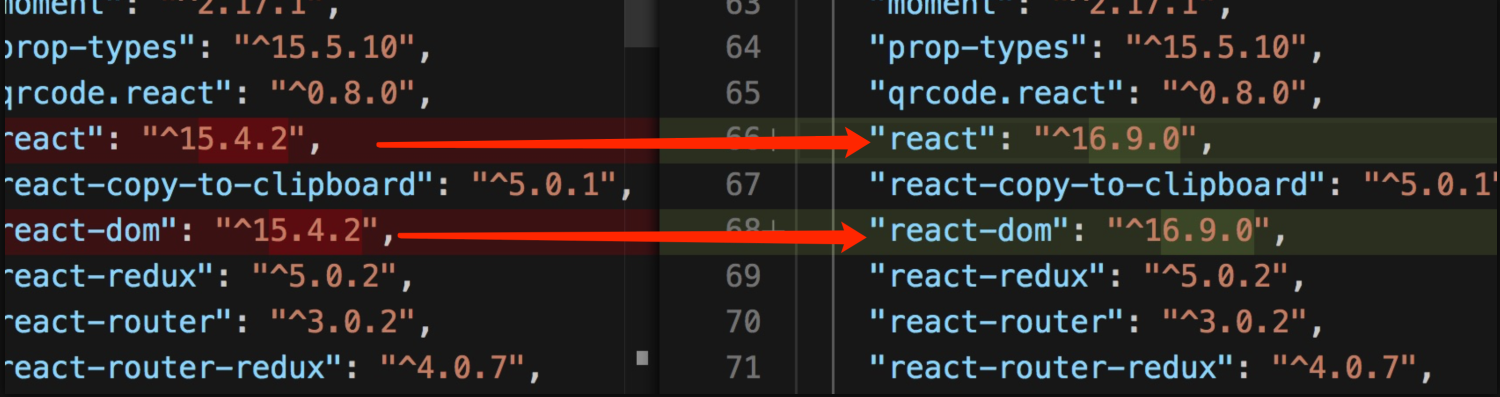 moment": "^2.17.1",
prop-types": "^15.5.10",
qrcode.react": "^0.8.0",
react": "^15.4.2",
react-copy-to-clipboard": "^5.0.1",
react-dom": "^15.4.2",
react-redux": "^5.0.2",
react-router": "^3.0.2",
react-router-redux": "^4.0.7",
63 "moment": "^2.17.1",
64 "prop-types": "^15.5.10",
65 "qrcode.react": "^0.8.0",
66+ "react": "^16.9.0",
67 "react-copy-to-clipboard": "^5.0.1"
68+ "react-dom": "^16.9.0",
69 "react-redux": "^5.0.2",
70 "react-router": "^3.0.2",
71 "react-router-redux": "^4.0.7",